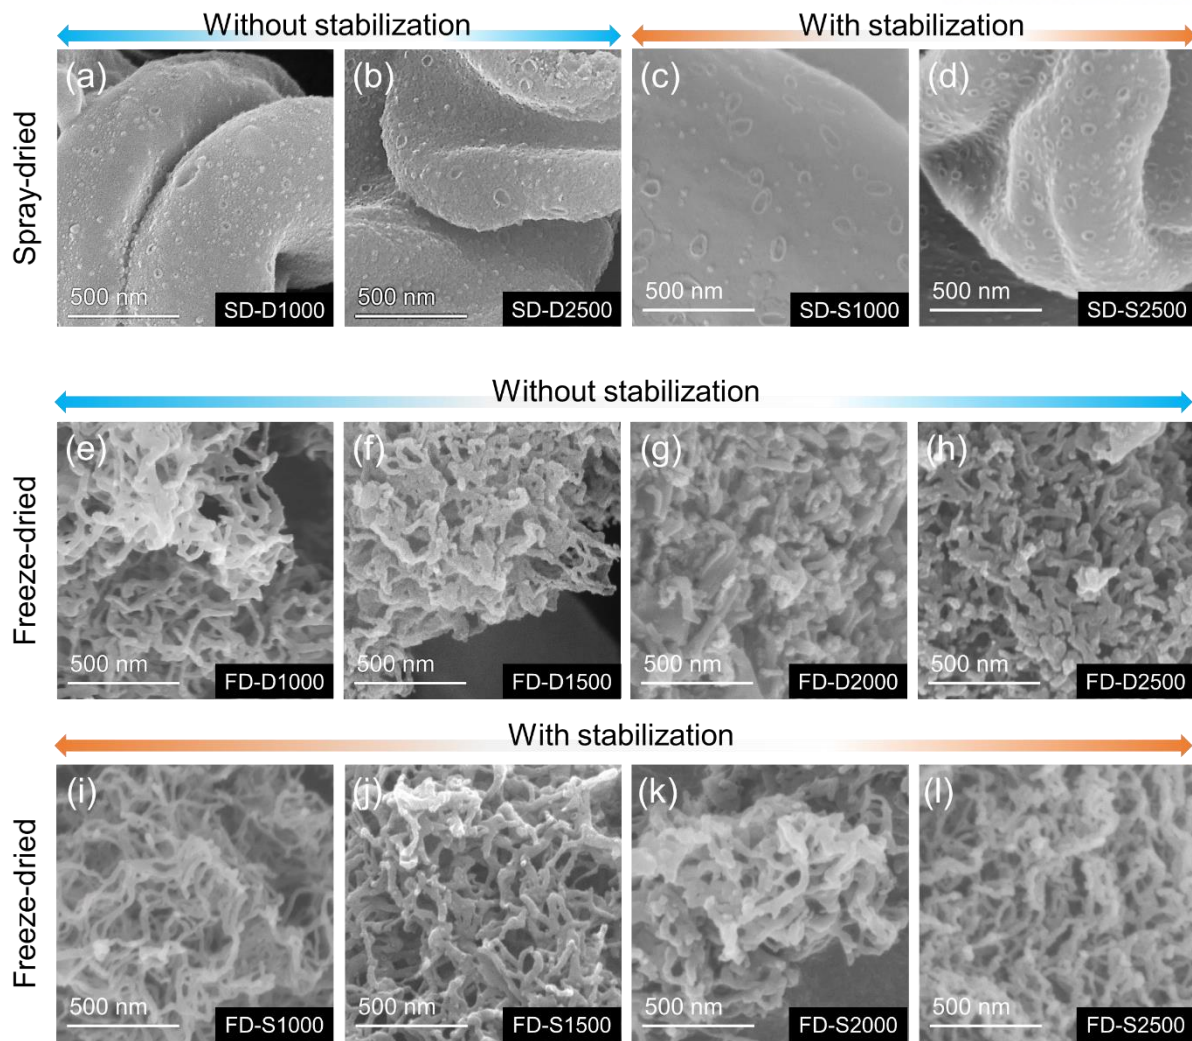 Without stabilization
With stabilization
Spray-dried
(a)
500 nm
SD-D1000
(b)
500 nm
SD-D2500
(c)
500 nm
SD-S1000
(d)
500 nm
SD-S2500
Without stabilization
Freeze-dried
(e)
500 nm
FD-D1000
(f)
500 nm
FD-D1500
(g)
500 nm
FD-D2000
(h)
500 nm
FD-D2500
With stabilization
Freeze-dried
(i)
500 nm
FD-S1000
(j)
500 nm
FD-S1500
(k)
500 nm
FD-S2000
(l)
500 nm
FD-S2500